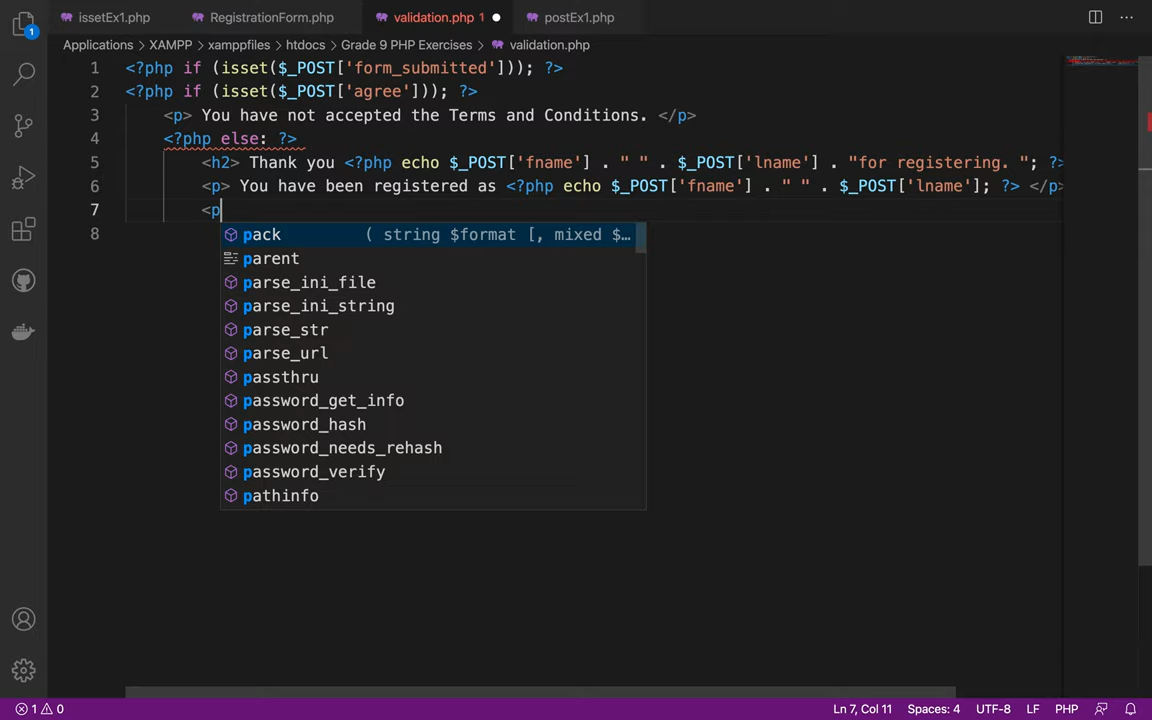 issetEx1.php RegistrationForm.php validation.php 1 postEx1.php
1
Applications > XAMPP > xamppfiles > htdocs > Grade 9 PHP Exercises > validation.php
1 <?php if (isset($_POST['form_submitted'])); ?>
2 <?php if (isset($_POST['agree'])); ?>
3 <p> You have not accepted the Terms and Conditions. </p>
4 <?php else: ?>
5 <h2> Thank you <?php echo $_POST['fname'] . " " . $_POST['lname'] . "for registering. "; ?>
6 <p> You have been registered as <?php echo $_POST['fname'] . " " . $_POST['lname']; ?> </p>
7 <p
8
pack ( string $format [, mixed $…
parent
parse_ini_file
parse_ini_string
parse_str
parse_url
passthru
password_get_info
password_hash
password_needs_rehash
password_verify
pathinfo
1 0 Ln 7, Col 11 Spaces: 4 UTF-8 LF PHP